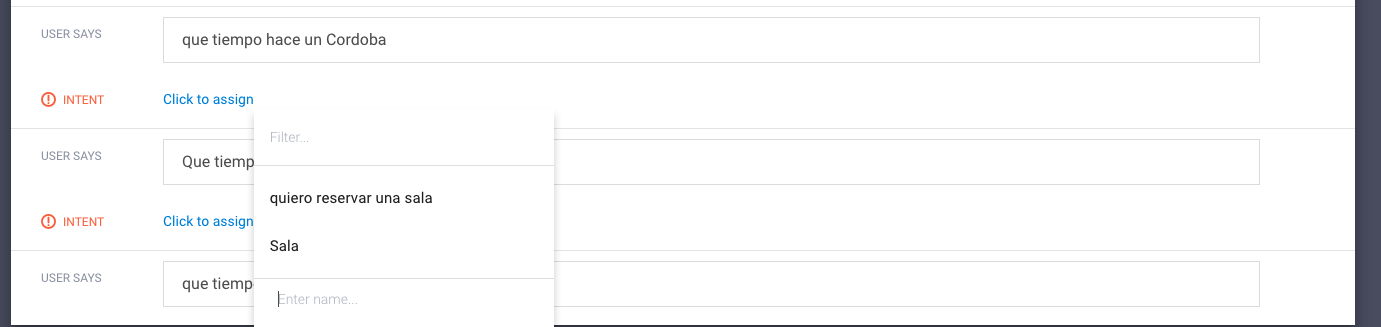 USER SAYS
que tiempo hace un Cordoba
INTENT
Click to assign
Filter...
USER SAYS
Que tiemp
quiero reservar una sala
INTENT
Click to assign
Sala
USER SAYS
que tiemp
Enter name...